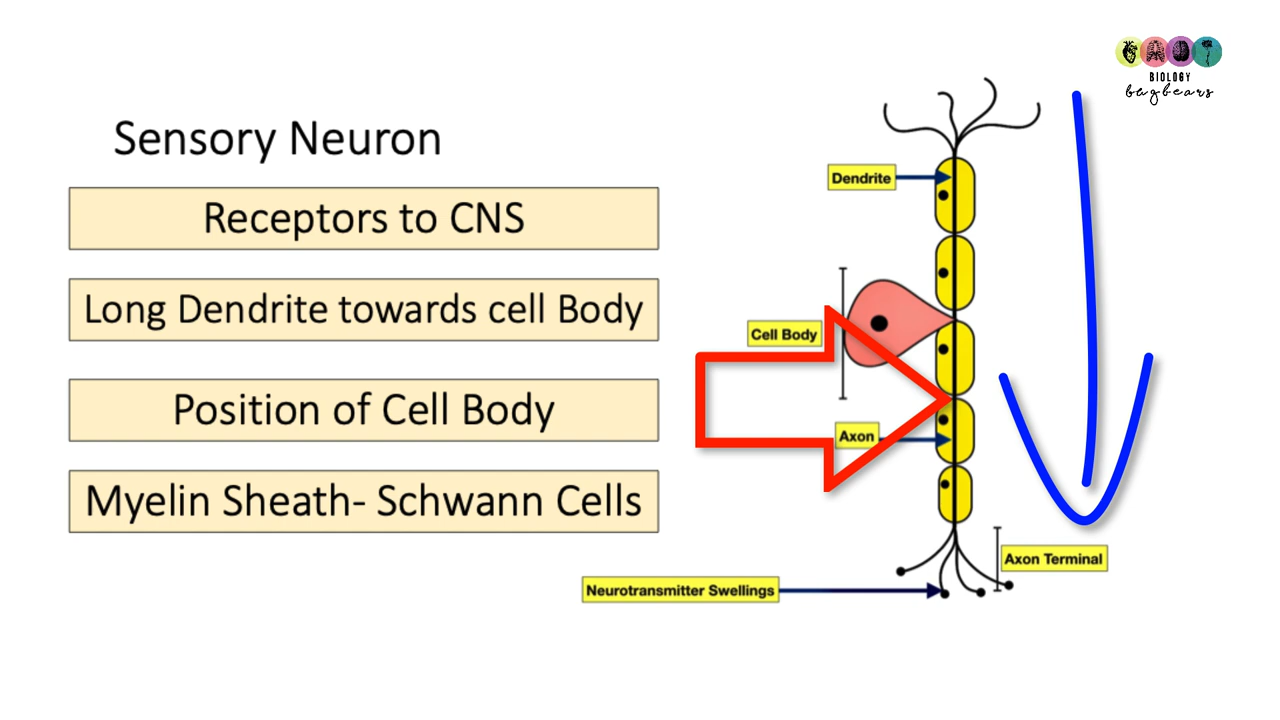 BIOLOGY
bugbears
Sensory Neuron
Receptors to CNS
Long Dendrite towards cell Body
Position of Cell Body
Myelin Sheath- Schwann Cells
Dendrite
Cell Body
Axon
Axon Terminal
Neurotransmitter Swellings